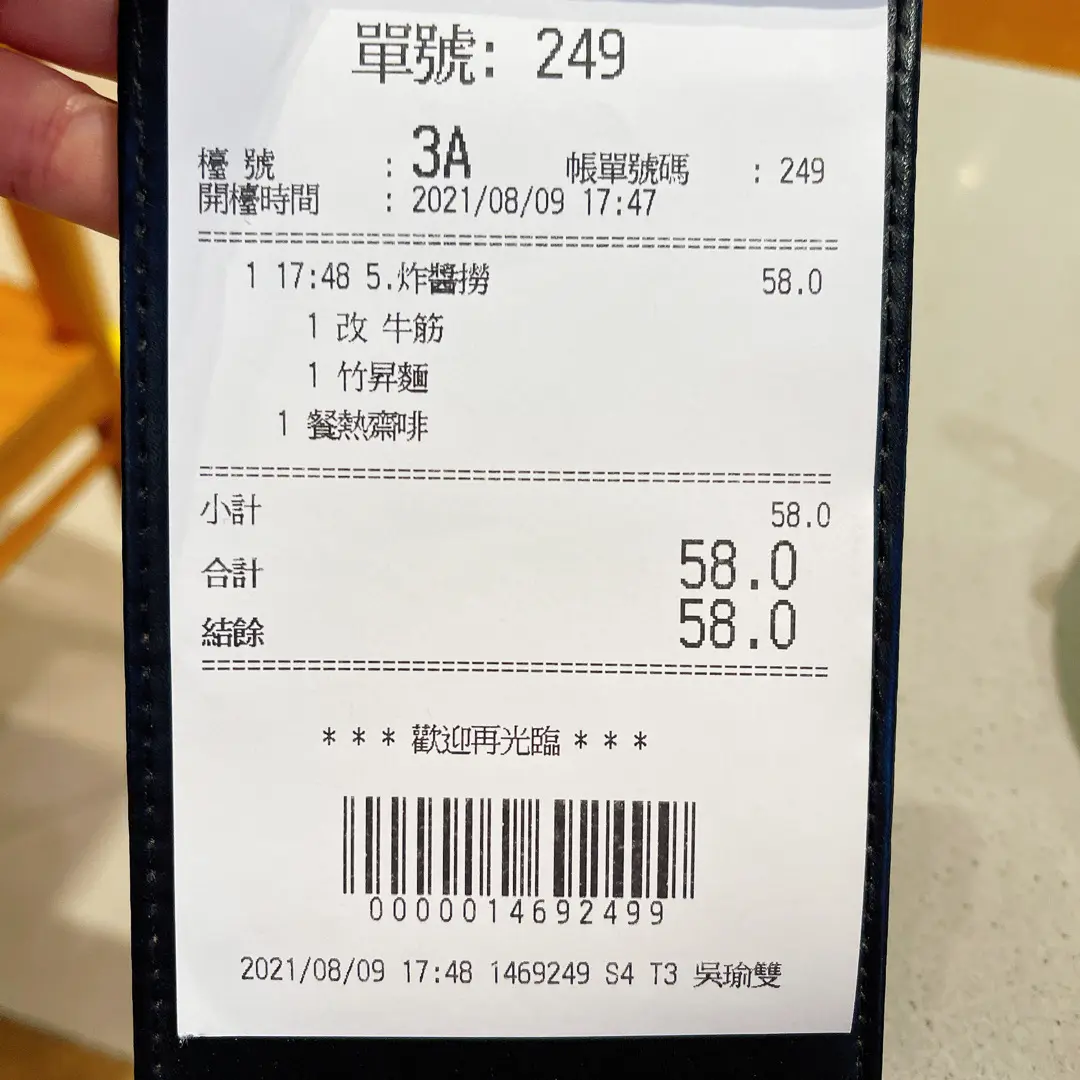 單號: 249
檯 號 : 3A 帳單號碼 : 249
開檯時間 : 2021/08/09 17:47
1 17:48 5.炸醬撈 58.0
1 改 牛筋
1 竹昇麵
1 餐熱齋啡
小計 58.0
合計 58.0
結餘 58.0
* * * 歡迎再光臨 * * *
0000014692499
2021/08/09 17:48 1469249 S4 T3 吳瑜雙